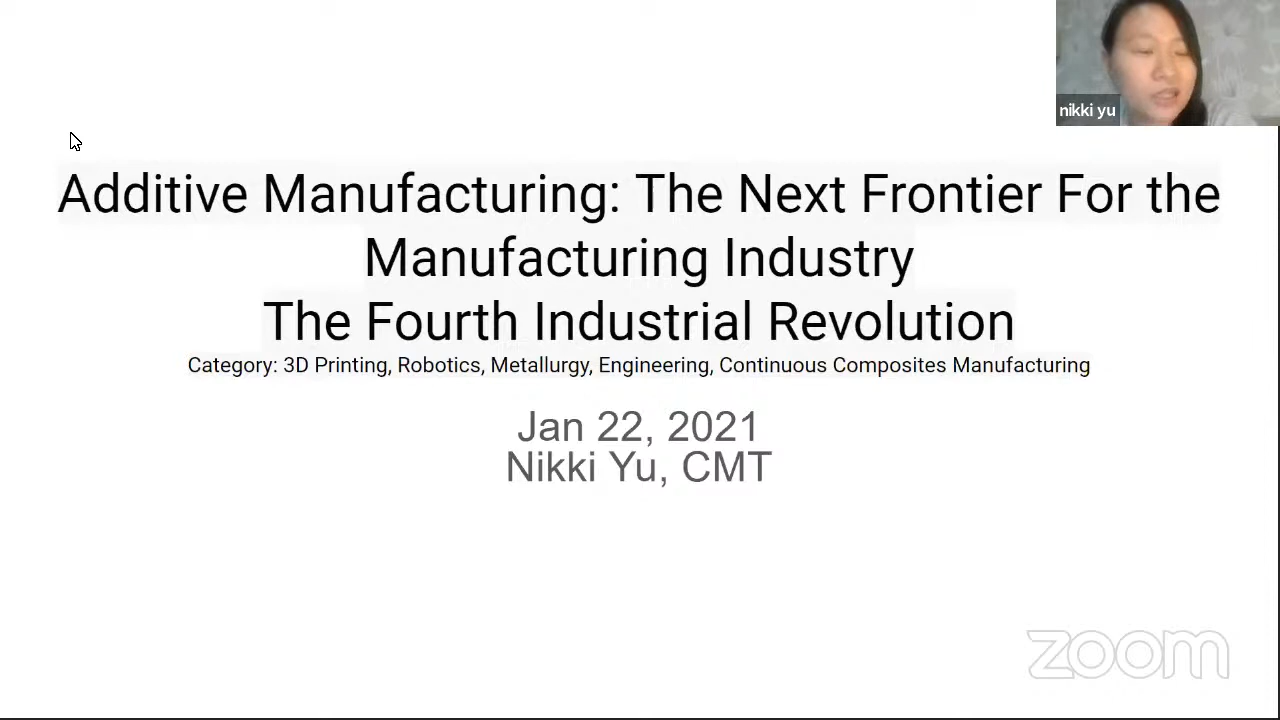 nikki yu
Additive Manufacturing: The Next Frontier For the
Manufacturing Industry
The Fourth Industrial Revolution
Category: 3D Printing, Robotics, Metallurgy, Engineering, Continuous Composites Manufacturing
Jan 22, 2021
Nikki Yu, CMT
zoom